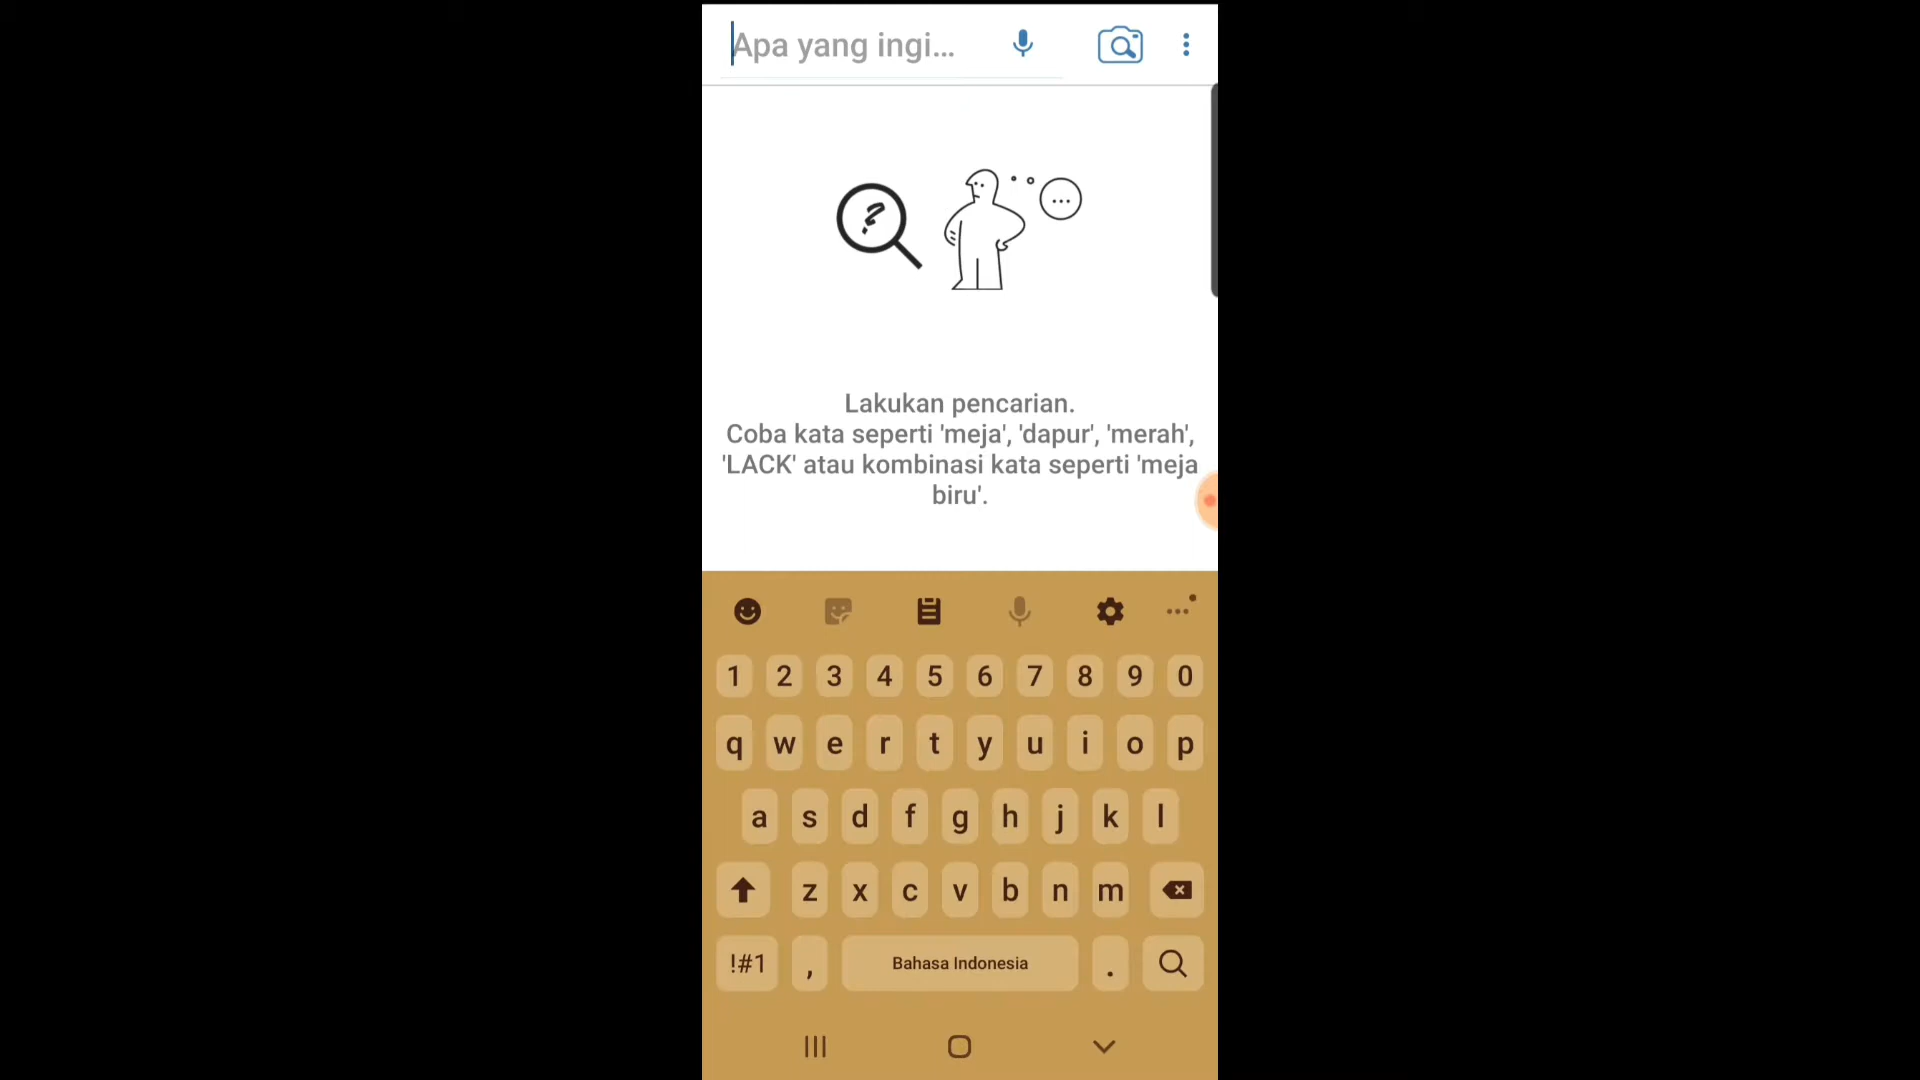 Apa yang ingi...
Lakukan pencarian.
Coba kata seperti 'meja', 'dapur', 'merah',
'LACK' atau kombinasi kata seperti 'meja
biru'.
1 2 3 4 5 6 7 8 9 0
q w e r t y u i o p
a s d f g h j k l
z x c v b n m
!#1 , Bahasa Indonesia .